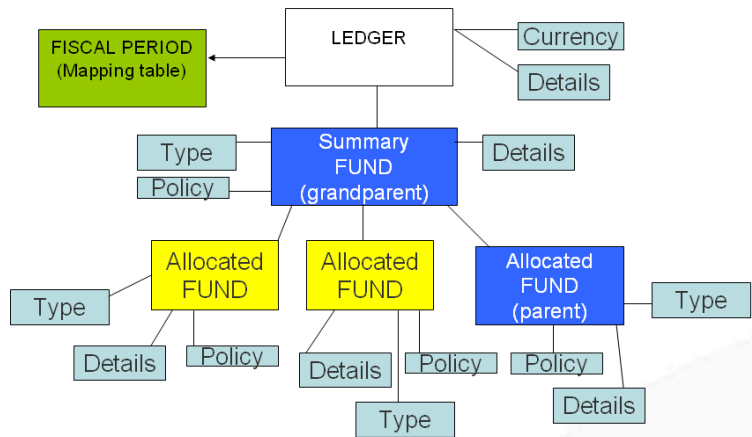 FISCAL PERIOD
(Mapping table)
LEDGER
Currency
Details
Type
Policy
Summary
FUND
(grandparent)
Details
Allocated
FUND
Allocated
FUND
Allocated
FUND
(parent)
Type
Details
Policy
Details
Type
Policy
Policy
Type
Details